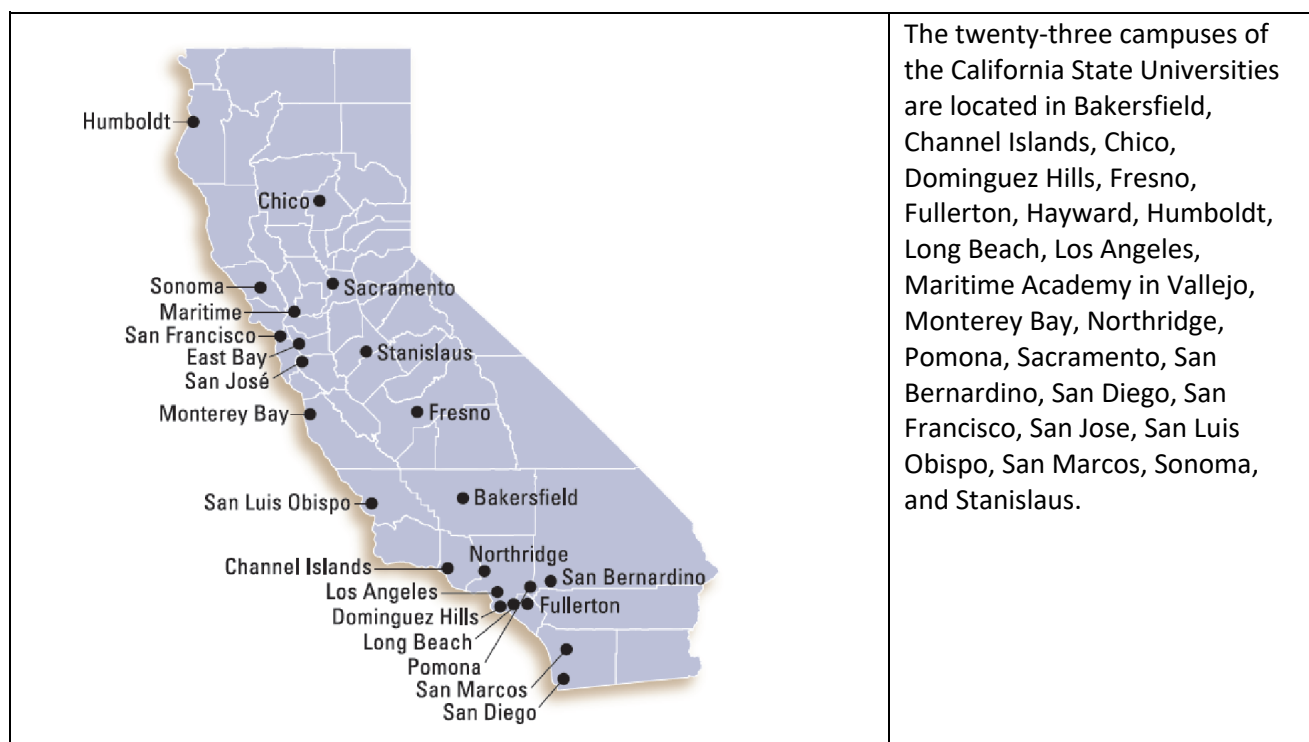 Humboldt
Chico
Sonoma
Sacramento
Maritime
San Francisco
East Bay
Stanislaus
San José
Monterey Bay
Fresno
San Luis Obispo
Bakersfield
Northridge
Channel Islands
San Bernardino
Los Angeles
Fullerton
Dominguez Hills
Long Beach
Pomona
San Marcos
San Diego
The twenty-three campuses of
the California State Universities
are located in Bakersfield,
Channel Islands, Chico,
Dominguez Hills, Fresno,
Fullerton, Hayward, Humboldt,
Long Beach, Los Angeles,
Maritime Academy in Vallejo,
Monterey Bay, Northridge,
Pomona, Sacramento, San
Bernardino, San Diego, San
Francisco, San Jose, San Luis
Obispo, San Marcos, Sonoma,
and Stanislaus.